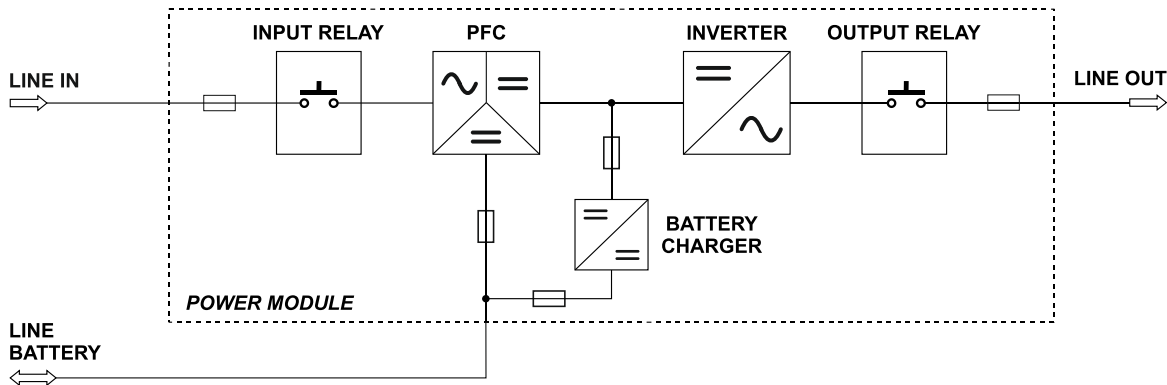 INPUT RELAY
PFC
INVERTER
OUTPUT RELAY
LINE IN
LINE OUT
BATTERY
CHARGER
POWER MODULE
LINE
BATTERY